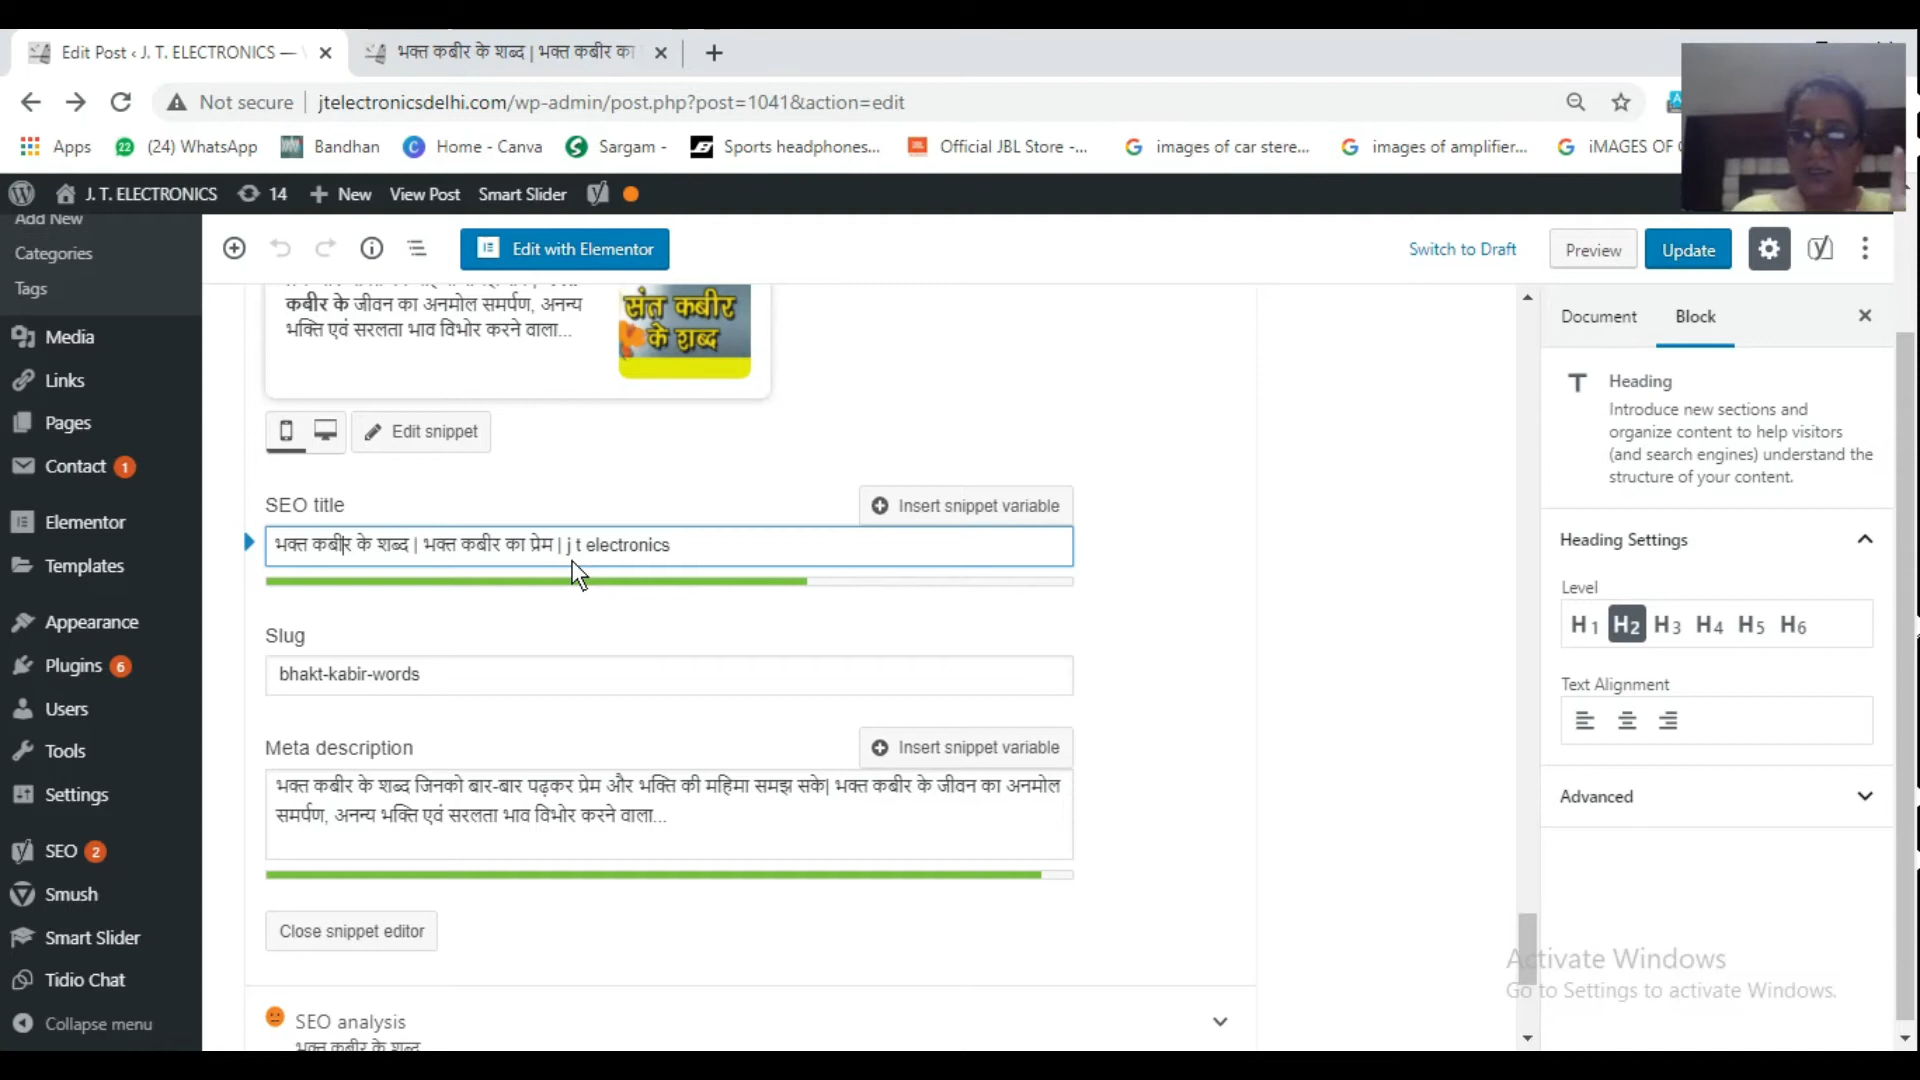 Edit Post ‹ J. T. ELECTRONICS —
भक्त कबीर के शब्द | भक्त कबीर का
Not secure
jtelectronicsdelhi.com/wp-admin/post.php?post=1041&action=edit
Apps
22
(24) WhatsApp
Bandhan
Home - Canva
Sargam -
Sports headphones...
Official JBL Store -...
images of car stere...
images of amplifier...
iMAGES OF
J. T. ELECTRONICS
14
New
View Post
Smart Slider
Add New
Categories
Tags
Media
Links
Pages
Contact 1
Elementor
Templates
Appearance
Plugins 6
Users
Tools
Settings
SEO 2
Smush
Smart Slider
Tidio Chat
Collapse menu
Edit with Elementor
Switch to Draft
Preview
Update
कबीर के जीवन का अनमोल समर्पण, अनन्य
भक्ति एवं सरलता भाव विभोर करने वाला...
संत कबीर
के शब्द
Edit snippet
SEO title
Insert snippet variable
भक्त कबीर के शब्द | भक्त कबीर का प्रेम | j t electronics
Slug
bhakt-kabir-words
Meta description
Insert snippet variable
भक्त कबीर के शब्द जिनको बार-बार पढ़कर प्रेम और भक्ति की महिमा समझ सके| भक्त कबीर के जीवन का अनमोल
समर्पण, अनन्य भक्ति एवं सरलता भाव विभोर करने वाला...
Close snippet editor
SEO analysis
भक्त कबीर के शब्द
Document
Block
Heading
Introduce new sections and
organize content to help visitors
(and search engines) understand the
structure of your content.
Heading Settings
Level
H1 H2 H3 H4 H5 H6
Text Alignment
Advanced
Activate Windows
Go to Settings to activate Windows.